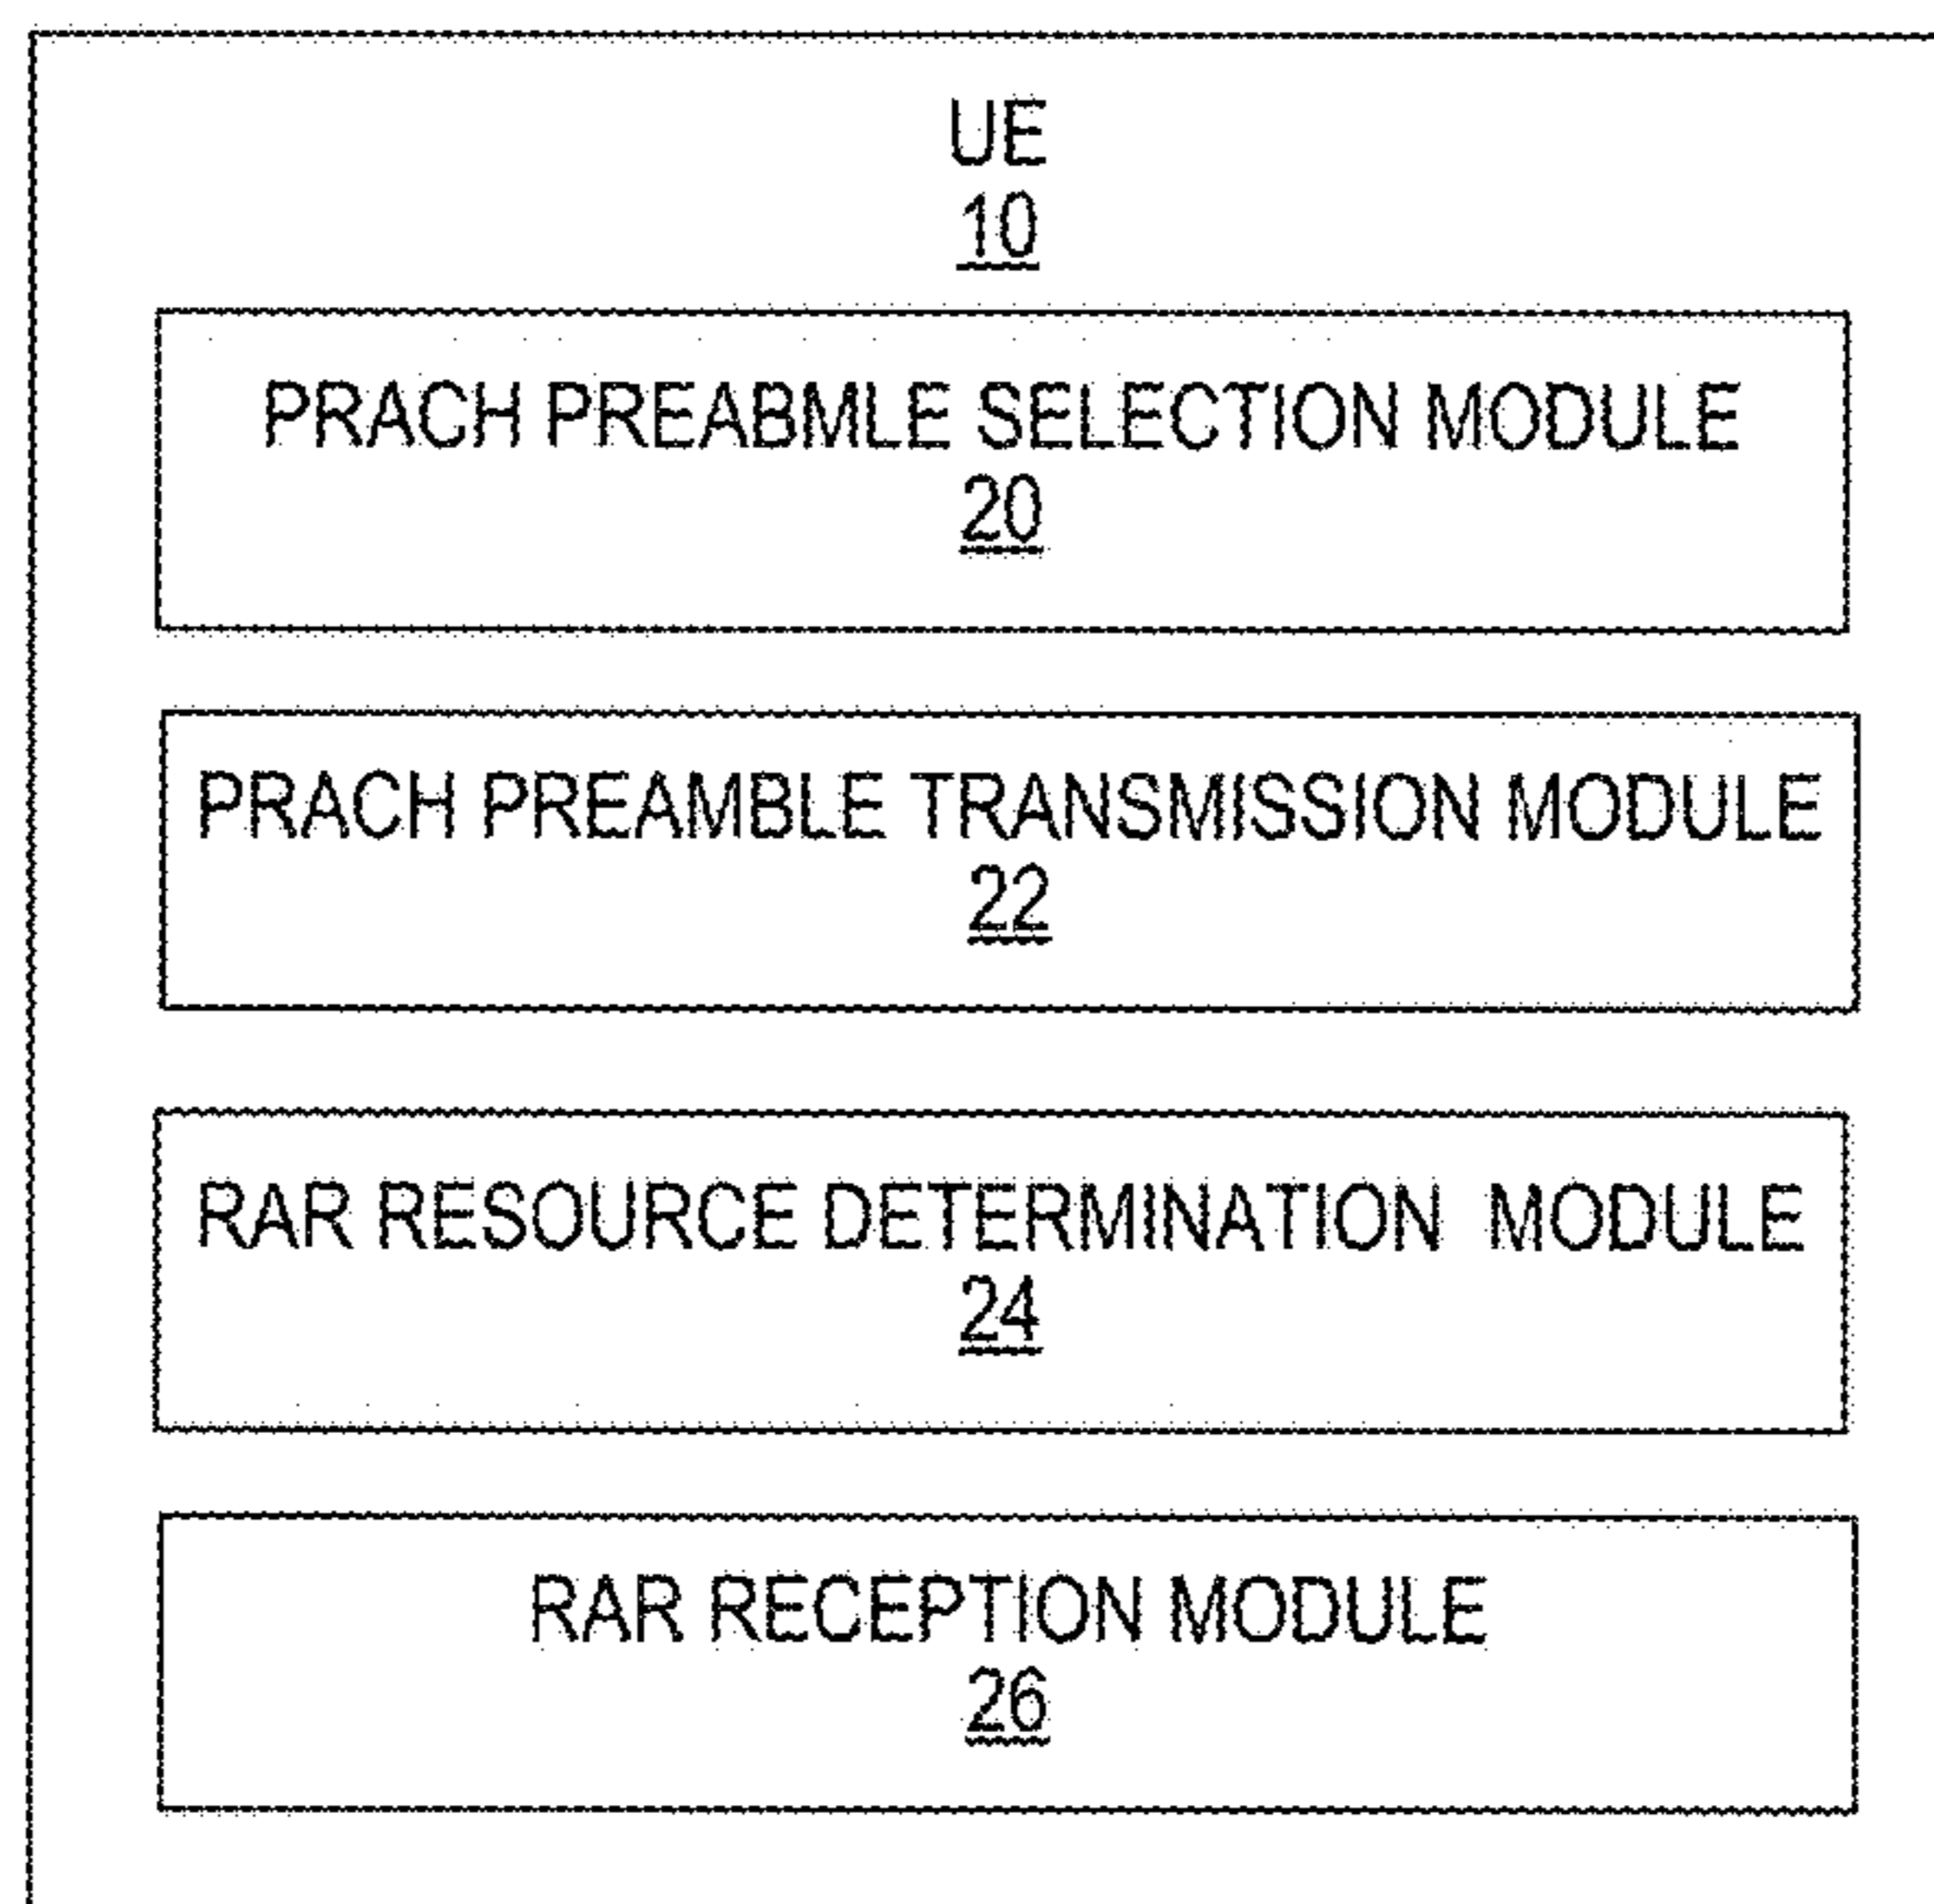 UE
10
PRACH PREABMLE SELECTION MODULE
20
PRACH PREAMBLE TRANSMISSION MODULE
22
RAR RESOURCE DETERMINATION MODULE
24
RAR RECEPTION MODULE
26